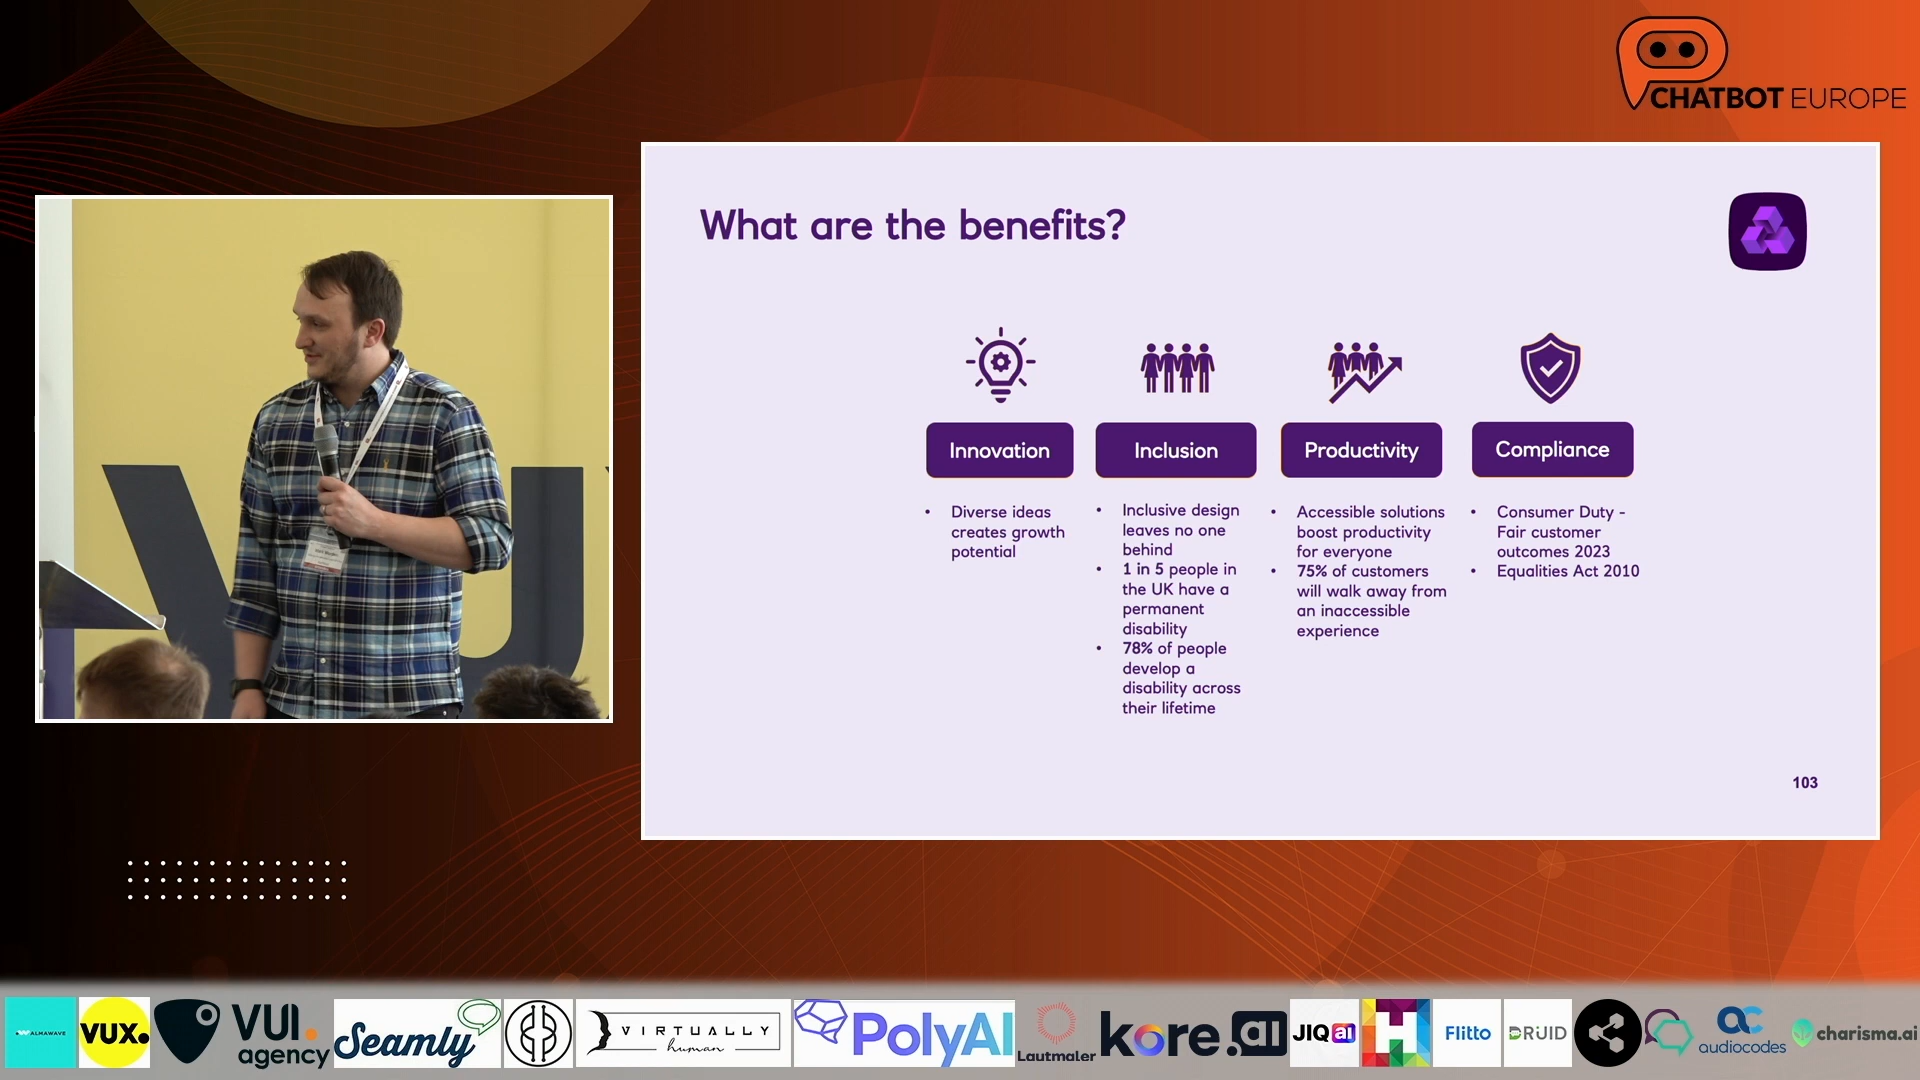 CHATBOT EUROPE
What are the benefits?
Innovation
Inclusion
Productivity
Compliance
• Diverse ideas
creates growth
potential
• Inclusive design
leaves no one
behind
• 1 in 5 people in
the UK have a
permanent
disability
• 78% of people
develop a
disability across
their lifetime
• Accessible solutions
boost productivity
for everyone
• 75% of customers
will walk away from
an inaccessible
experience
• Consumer Duty -
Fair customer
outcomes 2023
• Equalities Act 2010
103
ALMAWAVE
VUX.
VUI.
agency
Seamly
VIRTUALLY
human
PolyAI
Lautmaler
kore.ai
JIQ ai
H
Flitto
DRUID
ac
audiocodes
charisma.ai